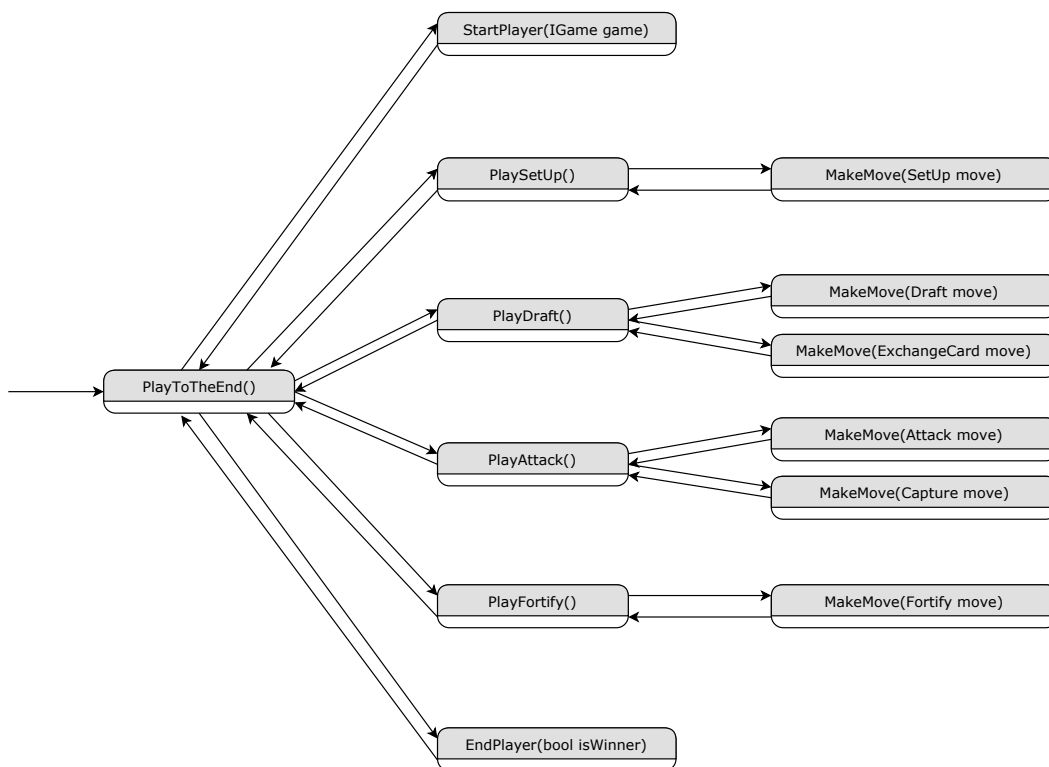 StartPlayer(IGame game)
PlaySetUp()
MakeMove(SetUp move)
PlayDraft()
MakeMove(Draft move)
MakeMove(ExchangeCard move)
PlayToTheEnd()
PlayAttack()
MakeMove(Attack move)
MakeMove(Capture move)
PlayFortify()
MakeMove(Fortify move)
EndPlayer(bool isWinner)